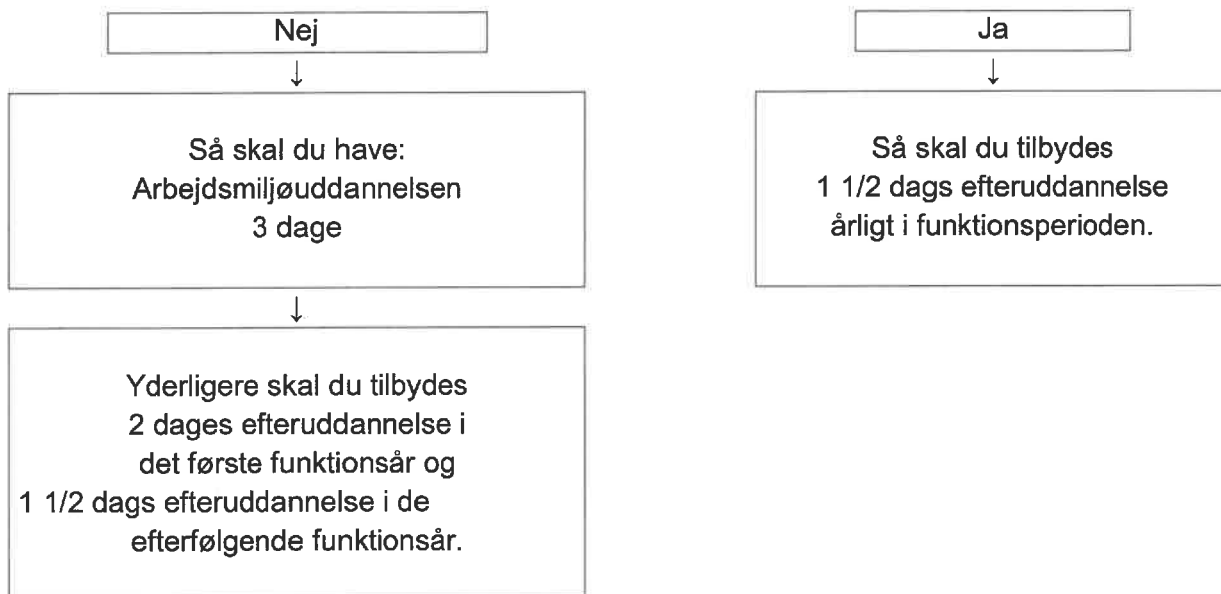 Nej
↓
Så skal du have:
Arbejdsmiljøuddannelsen
3 dage
↓
Yderligere skal du tilbydes
2 dages efteruddannelse i
det første funktionsår og
1 1/2 dags efteruddannelse i de
efterfølgende funktionsår.
Ja
↓
Så skal du tilbydes
1 1/2 dags efteruddannelse
årligt i funktionsperioden.